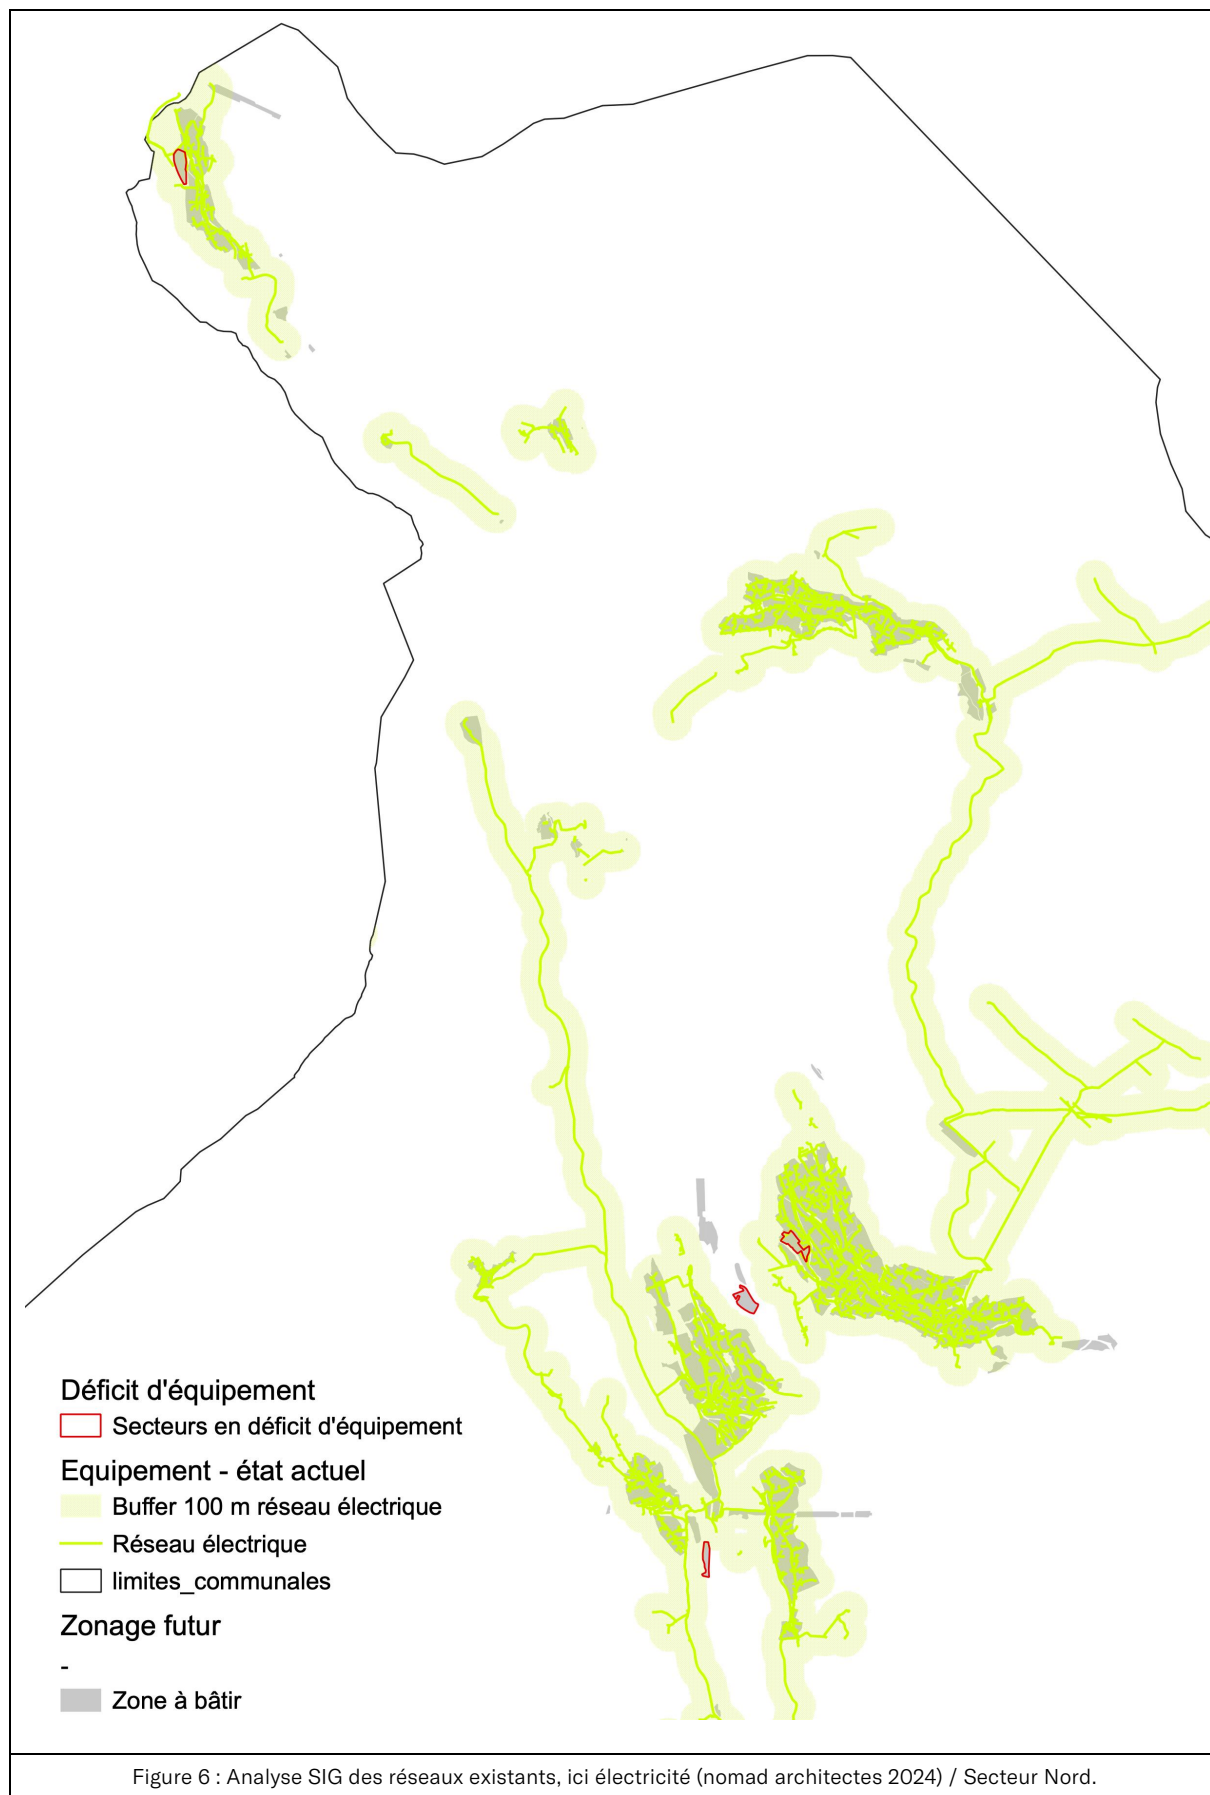 Déficit d'équipement
Secteurs en déficit d'équipement
Equipement - état actuel
Buffer 100 m réseau électrique
Réseau électrique
limites_communales
Zonage futur
-
Zone à bâtir
Figure 6 : Analyse SIG des réseaux existants, ici électricité (nomad architectes 2024) / Secteur Nord.